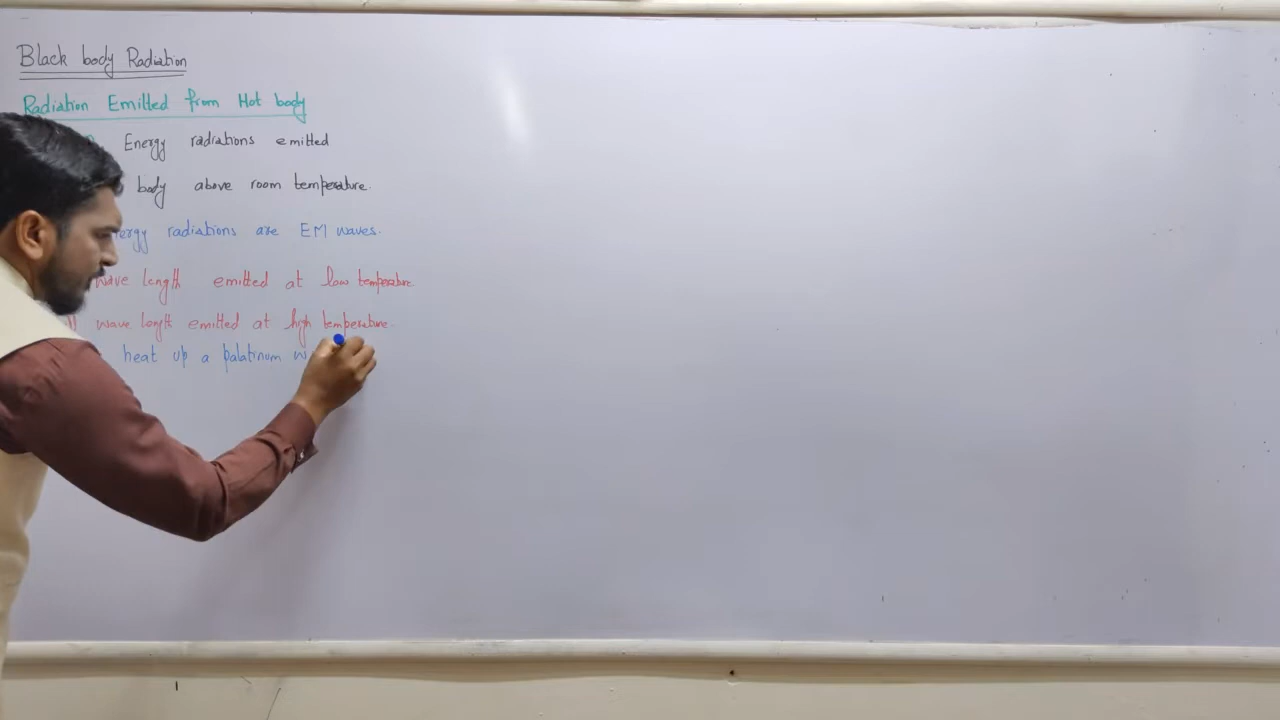 Black body Radiation
Radiation Emitted from Hot body
Energy radiations emitted
body above room temperature.
radiations are EM waves.
wave length emitted at low temperature
wave length emitted at high temperature.
heat up a palatinum